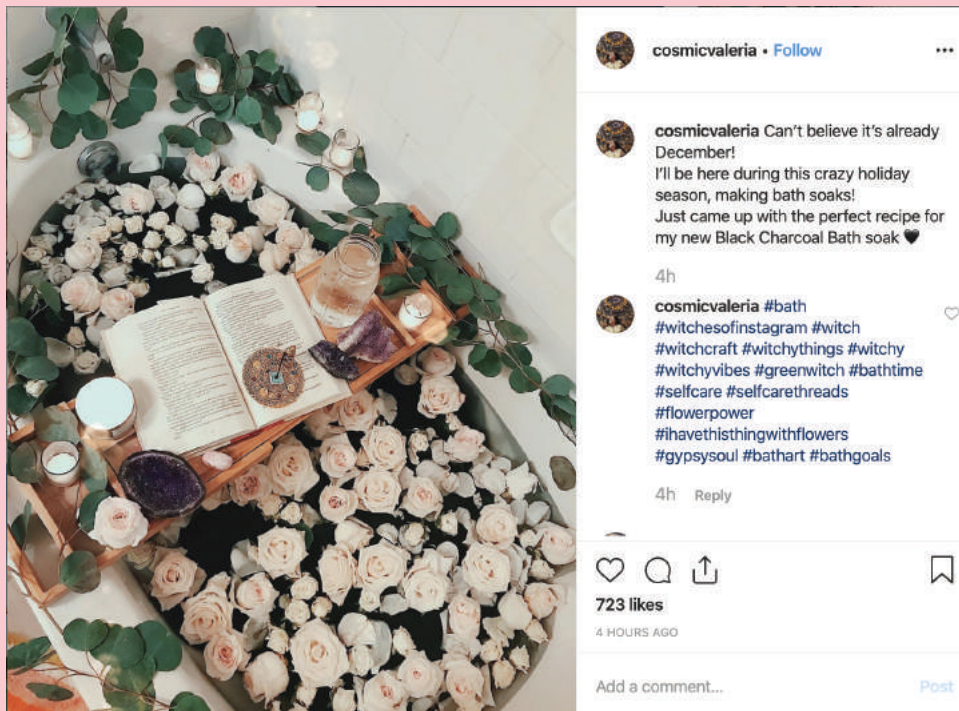 cosmicvaleria • Follow
cosmicvaleria Can't believe it's already
December!
I'll be here during this crazy holiday
season, making bath soaks!
Just came up with the perfect recipe for
my new Black Charcoal Bath soak 🖤
4h
cosmicvaleria #bath
#witchesofinstagram #witch
#witchcraft #witchythings #witchy
#witchyvibes #greenwitch #bathtime
#selfcare #selfcarethreads
#flowerpower
#ihavethisthingwithflowers
#gypsysoul #bathart #bathgoals
4h Reply
723 likes
4 HOURS AGO
Add a comment...
Post